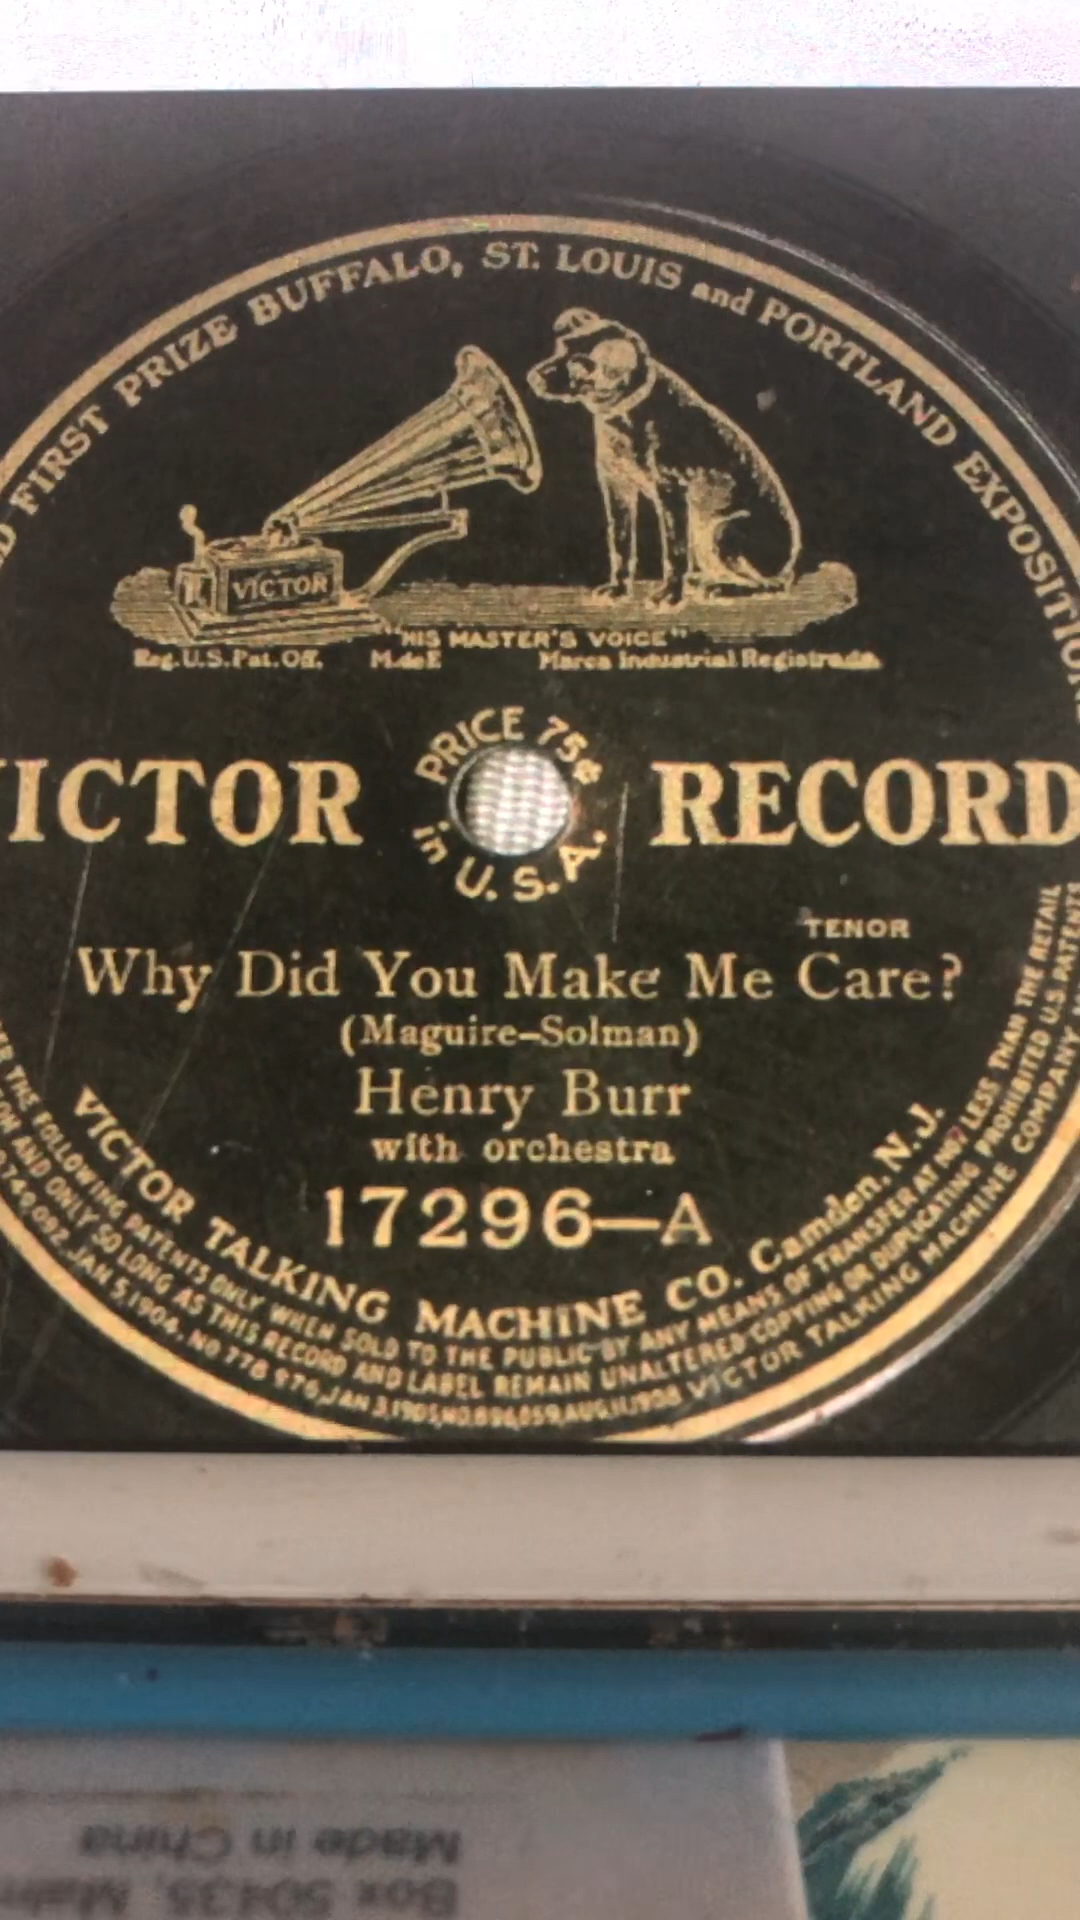 FIRST PRIZE BUFFALO, ST. LOUIS and PORTLAND EXPOSITIONS
VICTOR
"HIS MASTER'S VOICE"
Reg. U.S. Pat. Off. M. de F. Marca Industrial Registrada.
PRICE 75¢
in U.S.A.
VICTOR RECORD
TENOR
Why Did You Make Me Care?
(Maguire-Solman)
Henry Burr
with orchestra
17296—A
VICTOR TALKING MACHINE CO. Camden, N.J.
THE FOLLOWING PATENTS ONLY WHEN SOLD TO THE PUBLIC BY ANY MEANS OF TRANSFER AT NO LESS THAN THE RETAIL
AND ONLY SO LONG AS THIS RECORD AND LABEL REMAIN UNALTERED. COPYING OR DUPLICATING PROHIBITED U.S. PATENTS
749,092, JAN 5, 1904, No 778 976, JAN 3, 1905, NO. 896059, AUG. 11, 1908 VICTOR TALKING MACHINE COMPANY
Made in China
Box 50435,